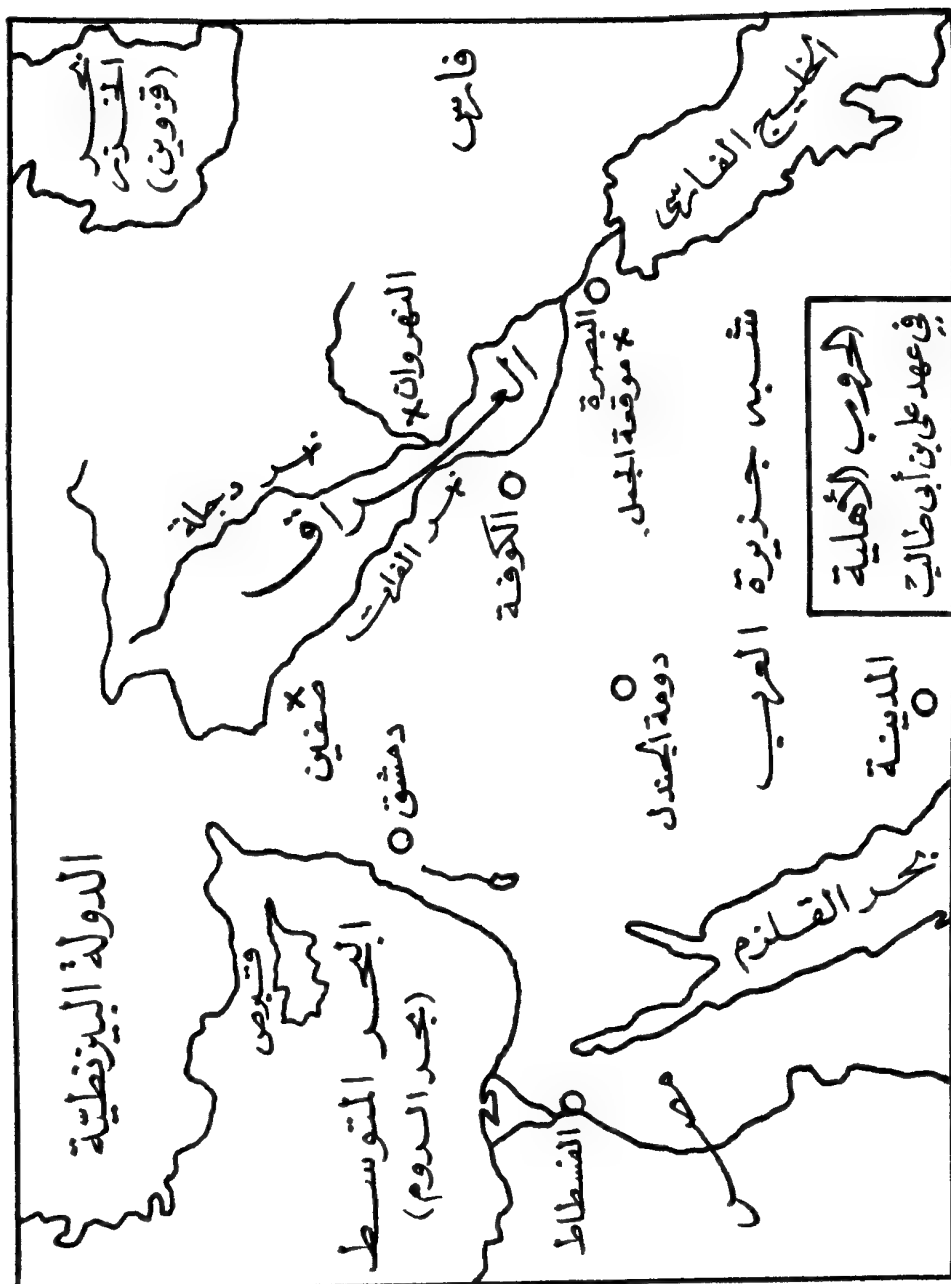 الحروب الأهلية
في عهد علي بن أبي طالب
الدولة البيزنطية
بحر
الخزر
(قزوين)
فارس
الخليج الفارسي
قبرص
البحر المتوسط
(بحر الروم)
دمشق
صفين
نهر دجلة
العراق
نهر الفرات
النهروان
الكوفة
البصرة
موقعة الجمل
دومة الجندل
شبه جزيرة العرب
المدينة
بحر القلزم
الفسطاط
مصر